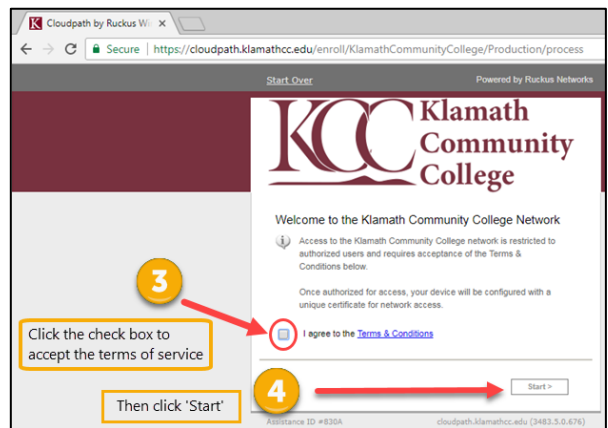 Cloudpath by Ruckus Wi
Secure | https://cloudpath.klamathcc.edu/enroll/KlamathCommunityCollege/Production/process
Start Over
Powered by Ruckus Networks
KCC Klamath
Community
College
Welcome to the Klamath Community College Network
Access to the Klamath Community College network is restricted to
authorized users and requires acceptance of the Terms &
Conditions below.
Once authorized for access, your device will be configured with a
unique certificate for network access.
3
Click the check box to
accept the terms of service
I agree to the Terms & Conditions
4
Then click 'Start'
Start >
Assistance ID #830A
cloudpath.klamathcc.edu (3483.5.0.676)